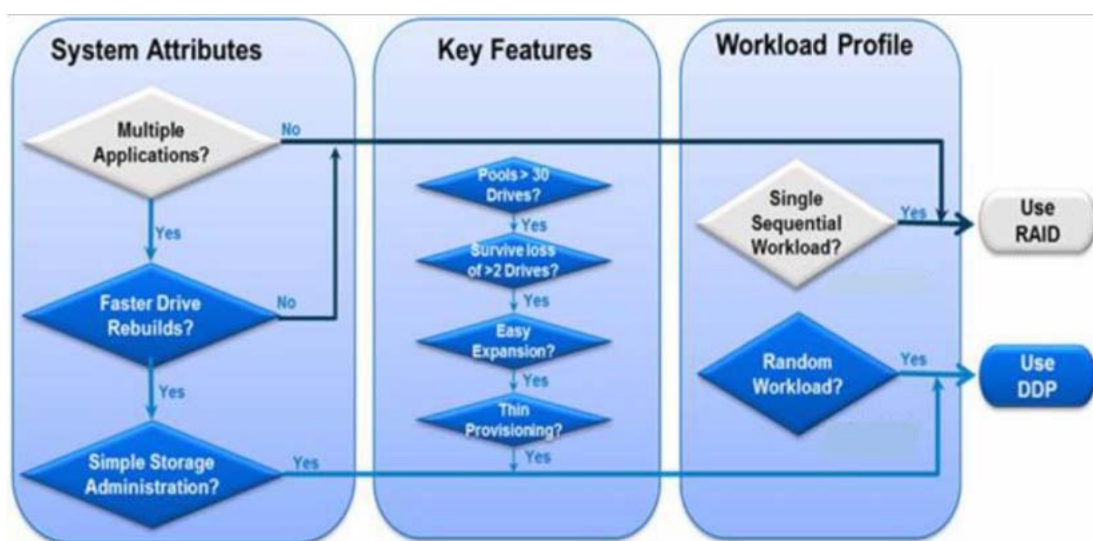 System Attributes
Multiple
Applications?
No
Yes
Faster Drive
Rebuilds?
No
Yes
Simple Storage
Administration?
Yes
Key Features
Pools > 30
Drives?
Yes
Survive loss
of >2 Drives?
Yes
Easy
Expansion?
Yes
Thin
Provisioning?
Yes
Workload Profile
Single
Sequential
Workload?
Yes
Random
Workload?
Yes
Use
RAID
Use
DDP